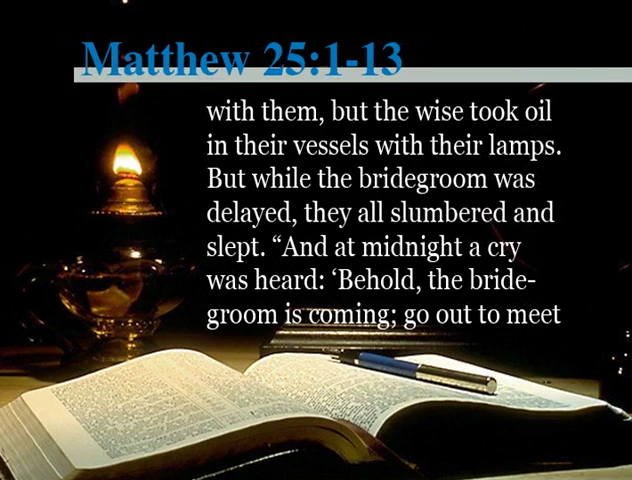 Matthew 25:1-13
with them, but the wise took oil
in their vessels with their lamps.
But while the bridegroom was
delayed, they all slumbered and
slept. “And at midnight a cry
was heard: ‘Behold, the bride-
groom is coming; go out to meet